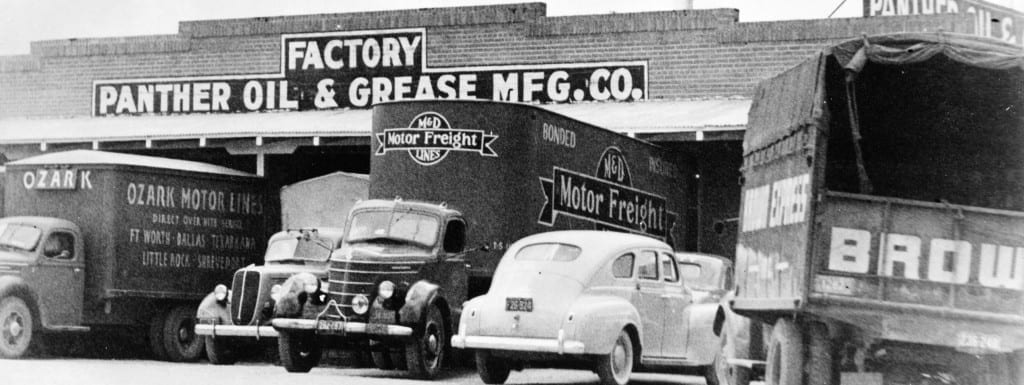 PANTHER OIL &
FACTORY
PANTHER OIL & GREASE MFG. CO.
M&D
Motor Freight
LINES
BONDED
M&D
Motor Freight
OZARK
OZARK MOTOR LINES
DIRECT OVER NITE SERVICE
FT WORTH - DALLAS TEXARKANA
LITTLE ROCK SHREVEPORT
EXPRESS
BROW